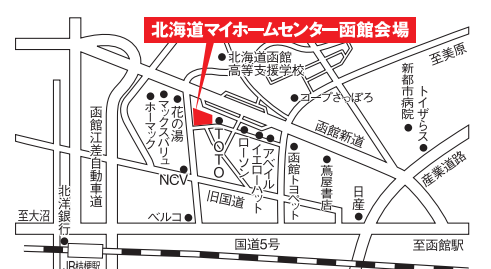 北海道マイホームセンター函館会場
北海道函館
高等支援学校
至美原
新都市病院
トイザらス
コープさっぽろ
函館新道
産業道路
花の湯
マックスバリュ
ホーマック
函館江差自動車道
TOTO
ローソン
イエローハット
アベイル
函館トヨペット
蔦屋書店
日産
NCV
旧国道
北洋銀行
至大沼
ベルコ
国道5号
至函館駅
JR桔梗駅